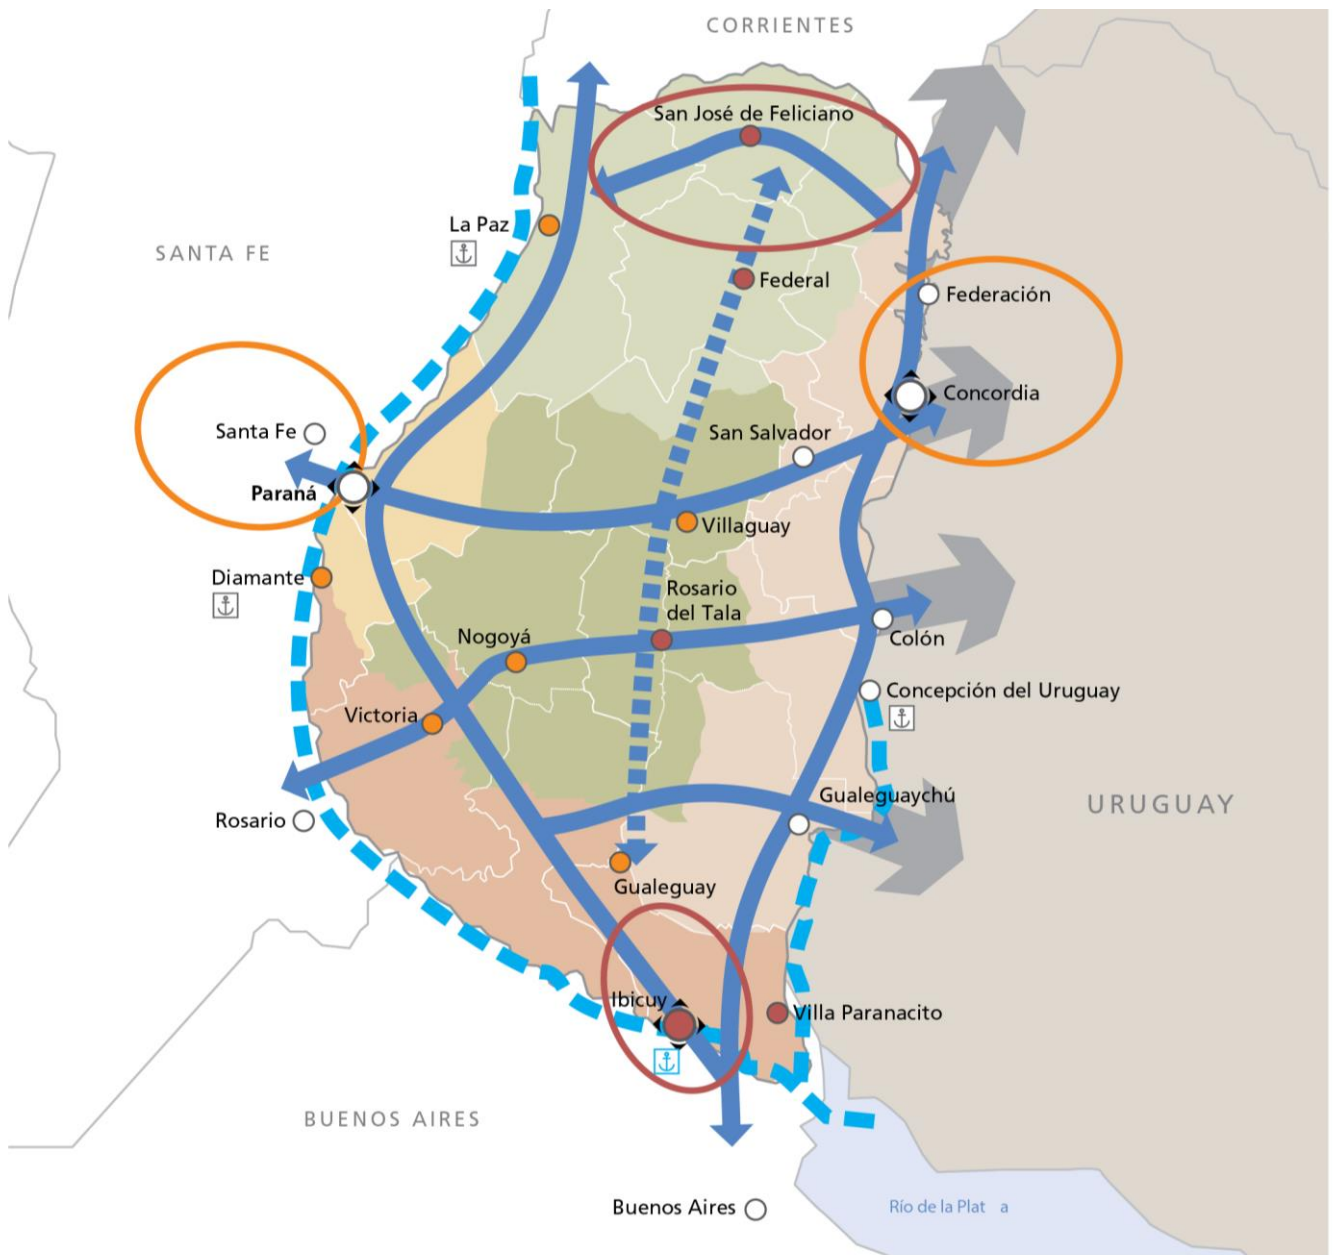 CORRIENTES
San José de Feliciano
La Paz
SANTA FE
Federal
Federación
Concordia
Santa Fe
San Salvador
Paraná
Villaguay
Diamante
Rosario
del Tala
Nogoyá
Colón
Concepción del Uruguay
Victoria
Gualeguaychú
URUGUAY
Rosario
Gualeguay
Ibicuy
Villa Paranacito
BUENOS AIRES
Buenos Aires
Río de la Plat a